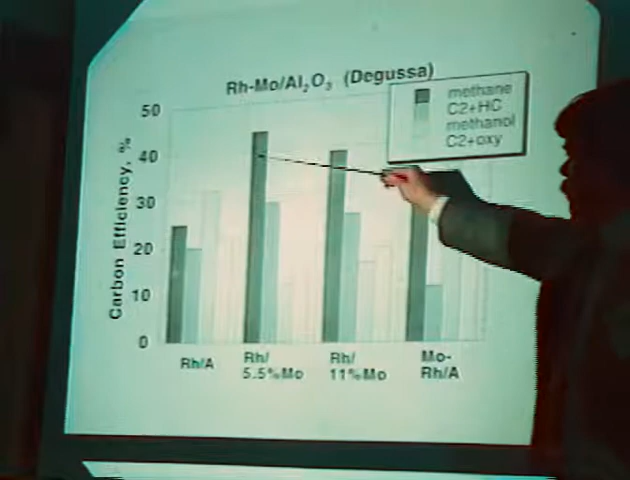 Rh-Mo/Al₂O₃ (Degussa)
methane
C2+HC
methanol
C2+oxy
Carbon Efficiency, %
50
40
30
20
10
0
Rh/A
Rh/
5.5%Mo
Rh/
11%Mo
Mo-
Rh/A